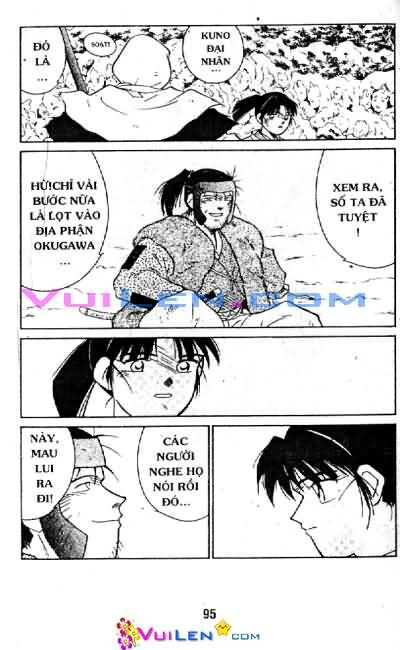 ĐÓ
LÀ
...
SOẠT!
KUNO
ĐẠI
NHÂN
...
HỪ!CHỈ VÀI
BƯỚC NỮA
LÀ LỌT VÀO
ĐỊA PHẬN
OKUGAWA
...
XEM RA,
SỐ TA ĐÃ
TUYỆT
!
VUILEN.COM
NÀY,
MAU
LUI
RA
ĐI!
CÁC
NGƯỜI
NGHE HỌ
NÓI RỒI
ĐÓ...
95
VUILEN.COM